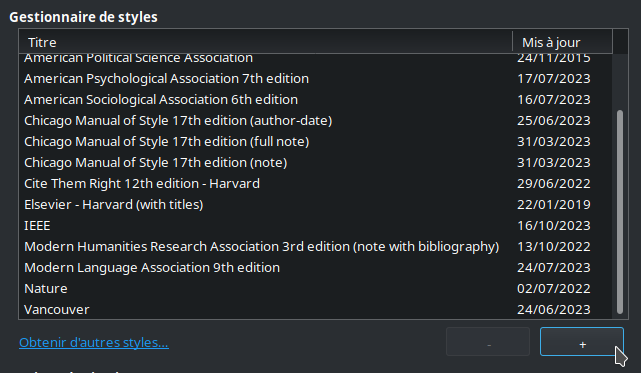 Gestionnaire de styles
Titre Mis à jour
American Political Science Association 24/11/2015
American Psychological Association 7th edition 17/07/2023
American Sociological Association 6th edition 16/07/2023
Chicago Manual of Style 17th edition (author-date) 25/06/2023
Chicago Manual of Style 17th edition (full note) 31/03/2023
Chicago Manual of Style 17th edition (note) 31/03/2023
Cite Them Right 12th edition - Harvard 29/06/2022
Elsevier - Harvard (with titles) 22/01/2019
IEEE 16/10/2023
Modern Humanities Research Association 3rd edition (note with bibliography) 13/10/2022
Modern Language Association 9th edition 24/07/2023
Nature 02/07/2022
Vancouver 24/06/2023
Obtenir d'autres styles... - +